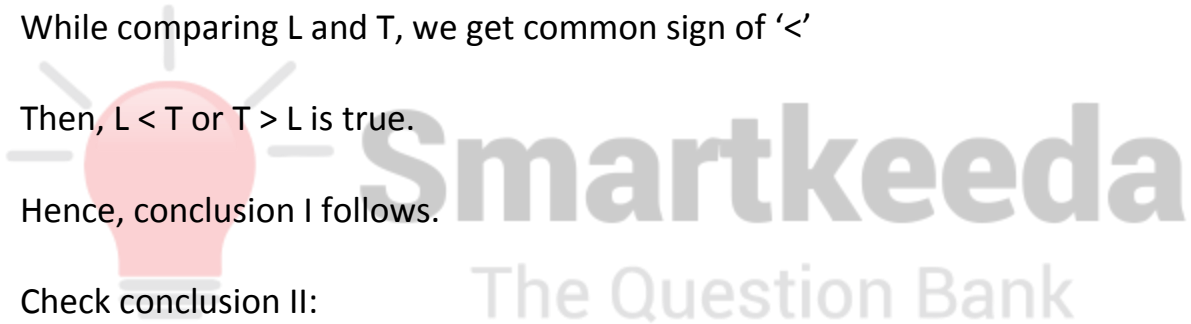 While comparing L and T, we get common sign of ‘<’
Then, L < T or T > L is true.
Smartkeeda
Hence, conclusion I follows.
The Question Bank
Check conclusion II: